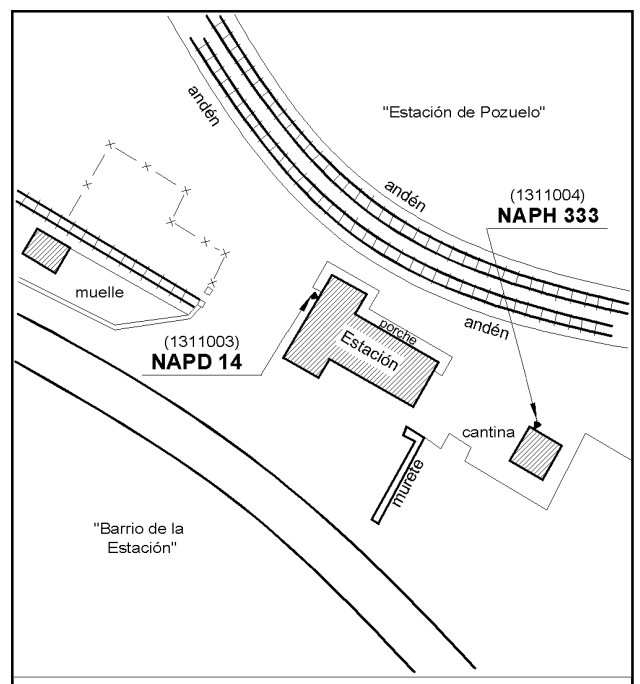 andén
"Estación de Pozuelo"
andén
(1311004)
NAPH 333
muelle
(1311003)
NAPD 14
porche
Estación
andén
cantina
murete
"Barrio de la
Estación"